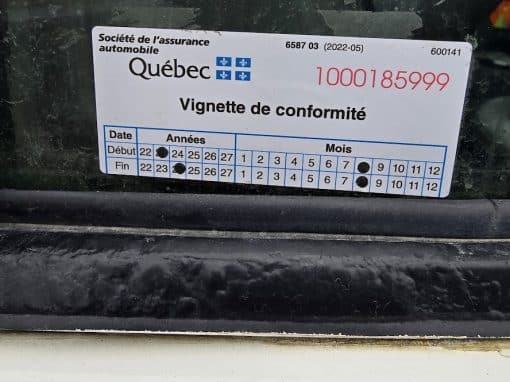 Société de l'assurance
automobile
6587 03 (2022-05)
600141
Québec
1000185999
Vignette de conformité
Date Années Mois
Début 22 24 25 26 27 1 2 3 4 5 6 7 9 10 11 12
Fin 22 23 25 26 27 1 2 3 4 5 6 7 9 10 11 12